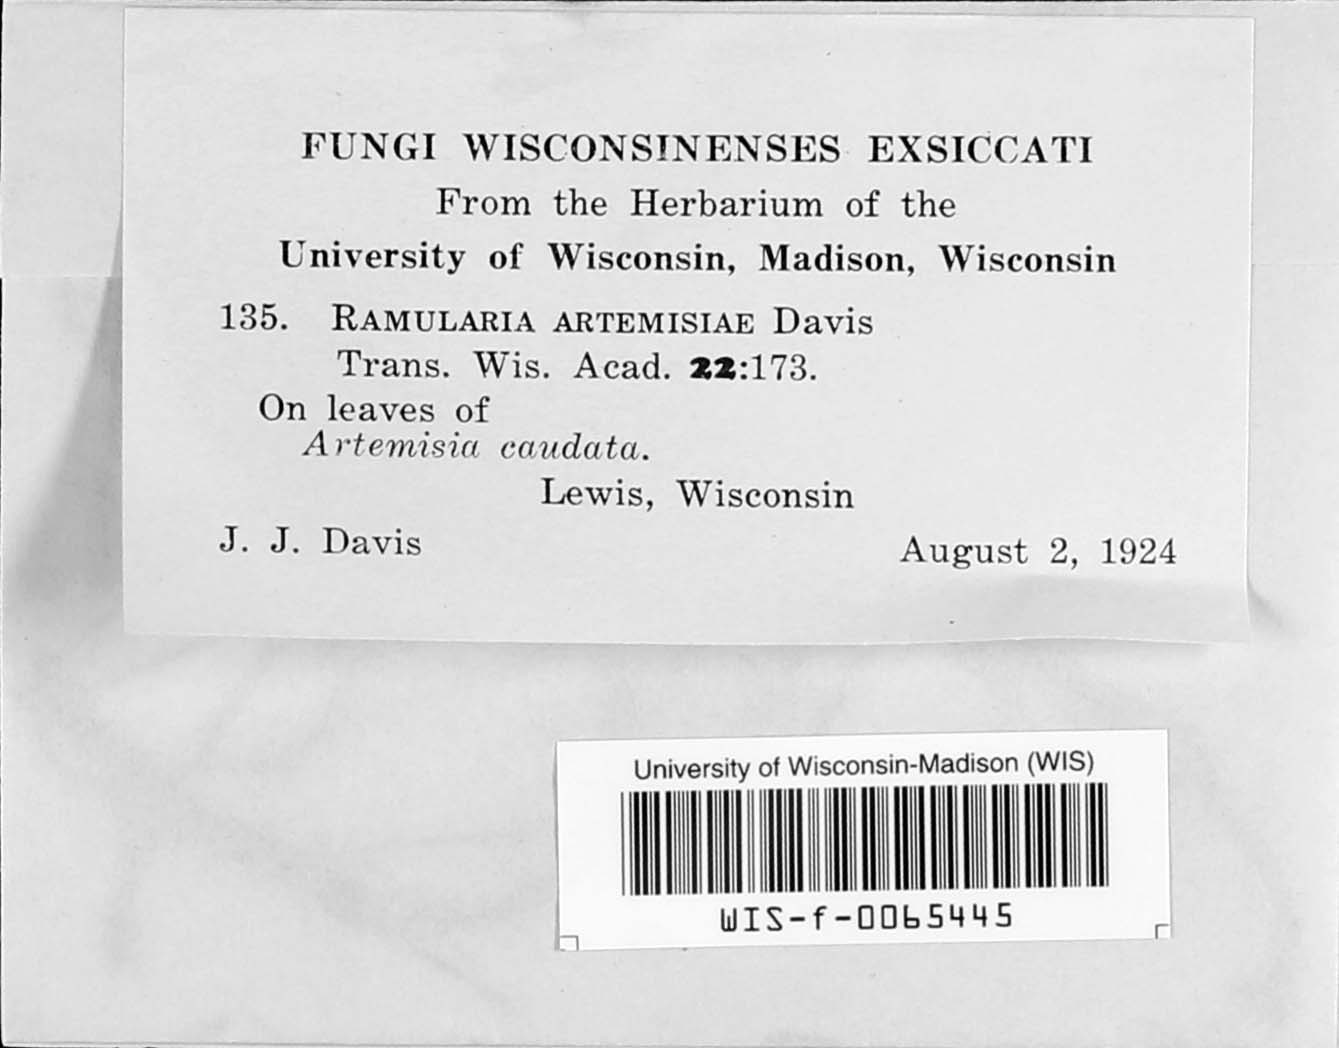 FUNGI WISCONSINENSES EXSICCATI
From the Herbarium of the
University of Wisconsin, Madison, Wisconsin
135. RAMULARIA ARTEMISIAE Davis
Trans. Wis. Acad. 22:173.
On leaves of
Artemisia caudata.
Lewis, Wisconsin
J. J. Davis August 2, 1924
University of Wisconsin-Madison (WIS)
WIS-f-0065445